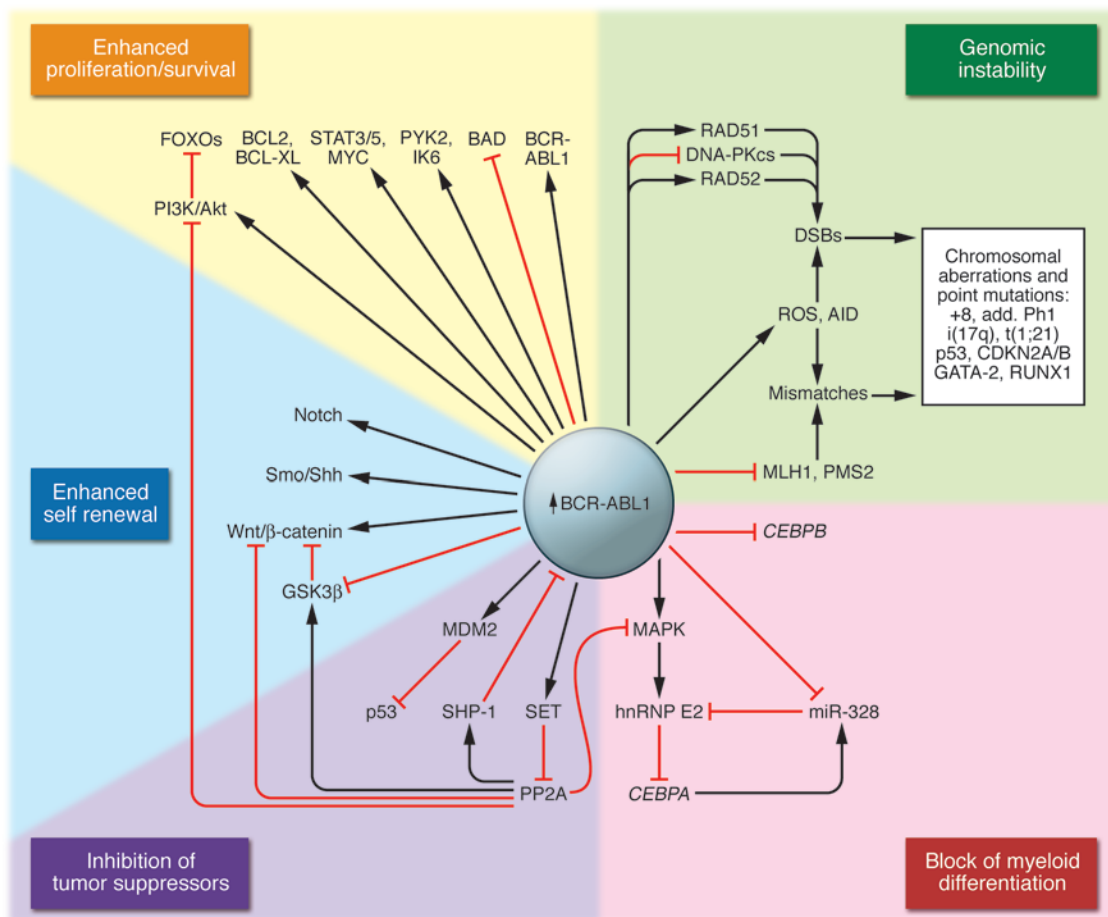 Enhanced
proliferation/survival
Genomic
instability
FOXOs
BCL2,
BCL-XL
STAT3/5,
MYC
PYK2,
IK6
BAD
BCR-
ABL1
PI3K/Akt
RAD51
DNA-PKcs
RAD52
DSBs
ROS, AID
Mismatches
MLH1, PMS2
Chromosomal
aberrations and
point mutations:
+8, add. Ph1
i(17q), t(1;21)
p53, CDKN2A/B
GATA-2, RUNX1
Enhanced
self renewal
Notch
Smo/Shh
Wnt/β-catenin
GSK3β
BCR-ABL1
CEBPB
MDM2
MAPK
p53
SHP-1
SET
hnRNP E2
miR-328
PP2A
CEBPA
Inhibition of
tumor suppressors
Block of myeloid
differentiation